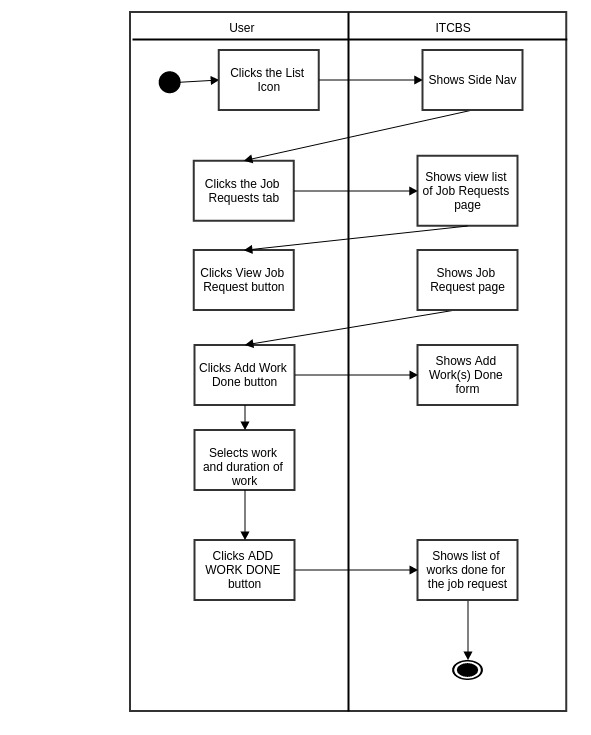 User
ITCBS
Clicks the List
Icon
Shows Side Nav
Clicks the Job
Requests tab
Shows view list
of Job Requests
page
Clicks View Job
Request button
Shows Job
Request page
Clicks Add Work
Done button
Shows Add
Work(s) Done
form
Selects work
and duration of
work
Clicks ADD
WORK DONE
button
Shows list of
works done for
the job request